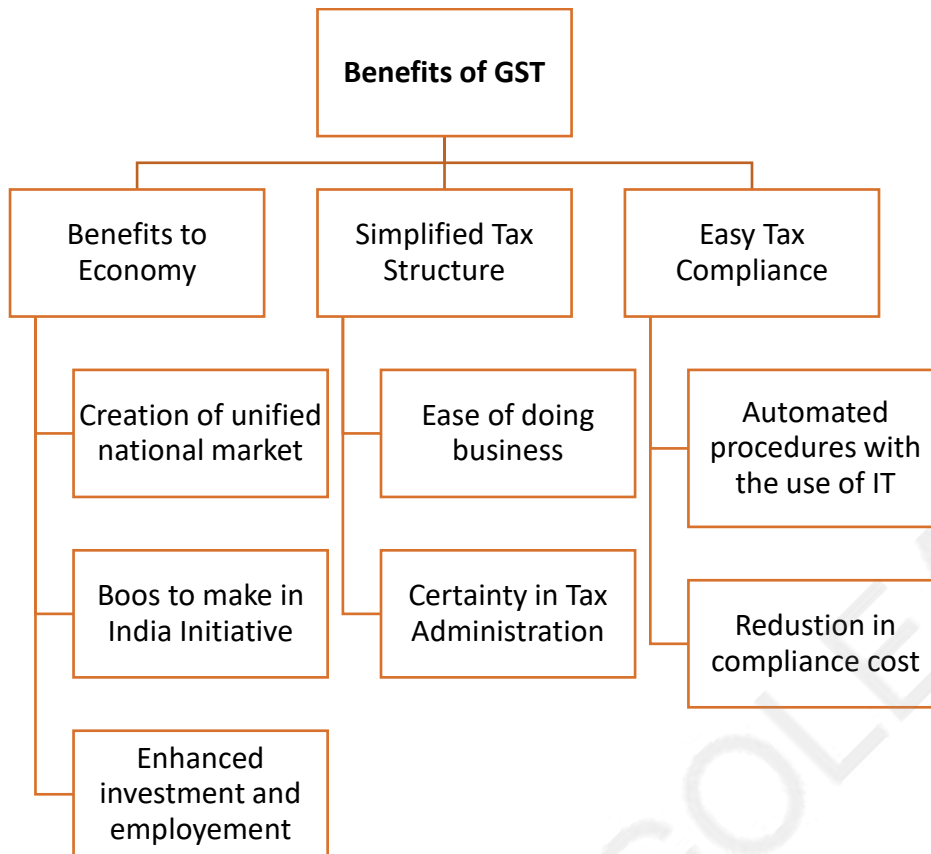 Benefits of GST
Benefits to
Economy
Simplified Tax
Structure
Easy Tax
Compliance
Creation of unified
national market
Ease of doing
business
Automated
procedures with
the use of IT
Boos to make in
India Initiative
Certainty in Tax
Administration
Redustion in
compliance cost
Enhanced
investment and
employement